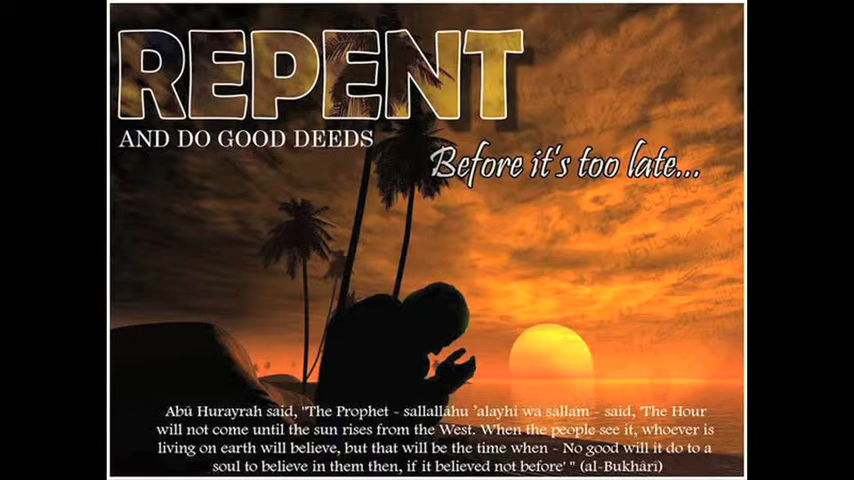 REPENT
AND DO GOOD DEEDS
Before it's too late...
Abû Hurayrah said, "The Prophet - sallallâhu 'alayhi wa sallam - said, 'The Hour
will not come until the sun rises from the West. When the people see it, whoever is
living on earth will believe, but that will be the time when - No good will it do to a
soul to believe in them then, if it believed not before' " (al-Bukhârî)